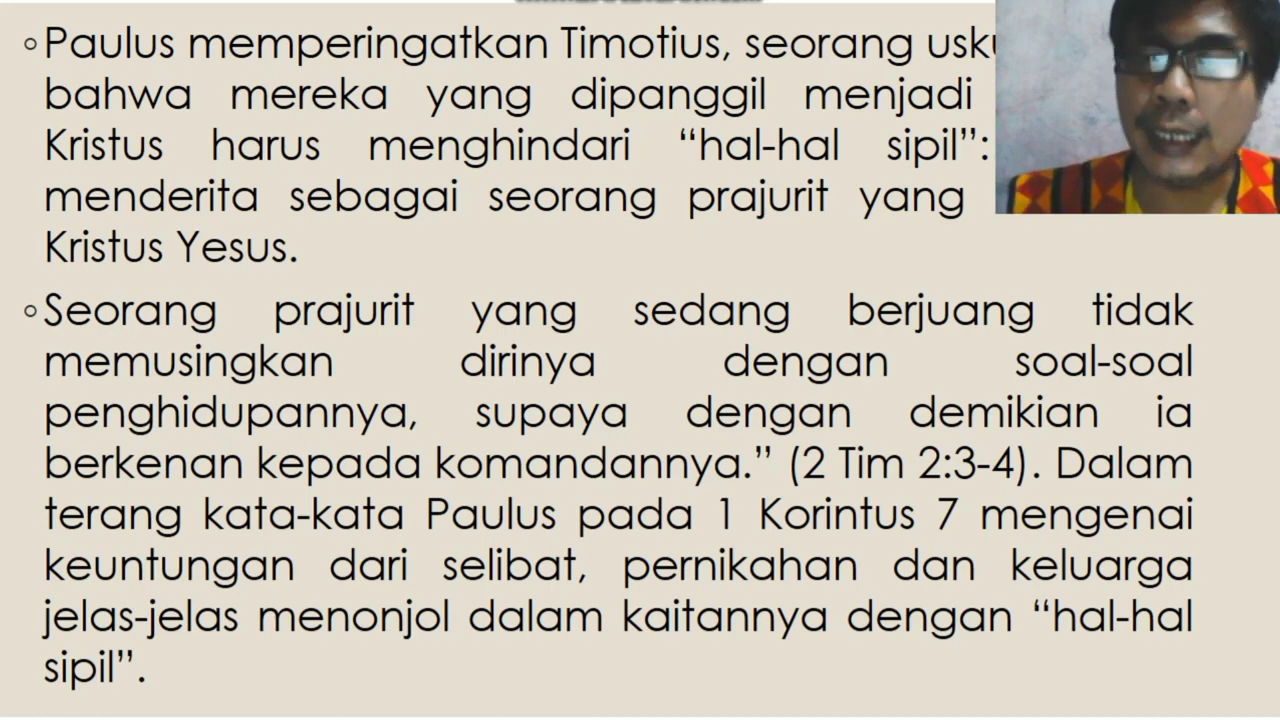 Paulus memperingatkan Timotius, seorang
bahwa mereka yang dipanggil menjadi
Kristus harus menghindari “hal-hal sipil”:
menderita sebagai seorang prajurit yang
Kristus Yesus.
Seorang prajurit yang sedang berjuang tidak
memusingkan dirinya dengan soal-soal
penghidupannya, supaya dengan demikian ia
berkenan kepada komandannya.” (2 Tim 2:3-4). Dalam
terang kata-kata Paulus pada 1 Korintus 7 mengenai
keuntungan dari selibat, pernikahan dan keluarga
jelas-jelas menonjol dalam kaitannya dengan “hal-hal
sipil”.